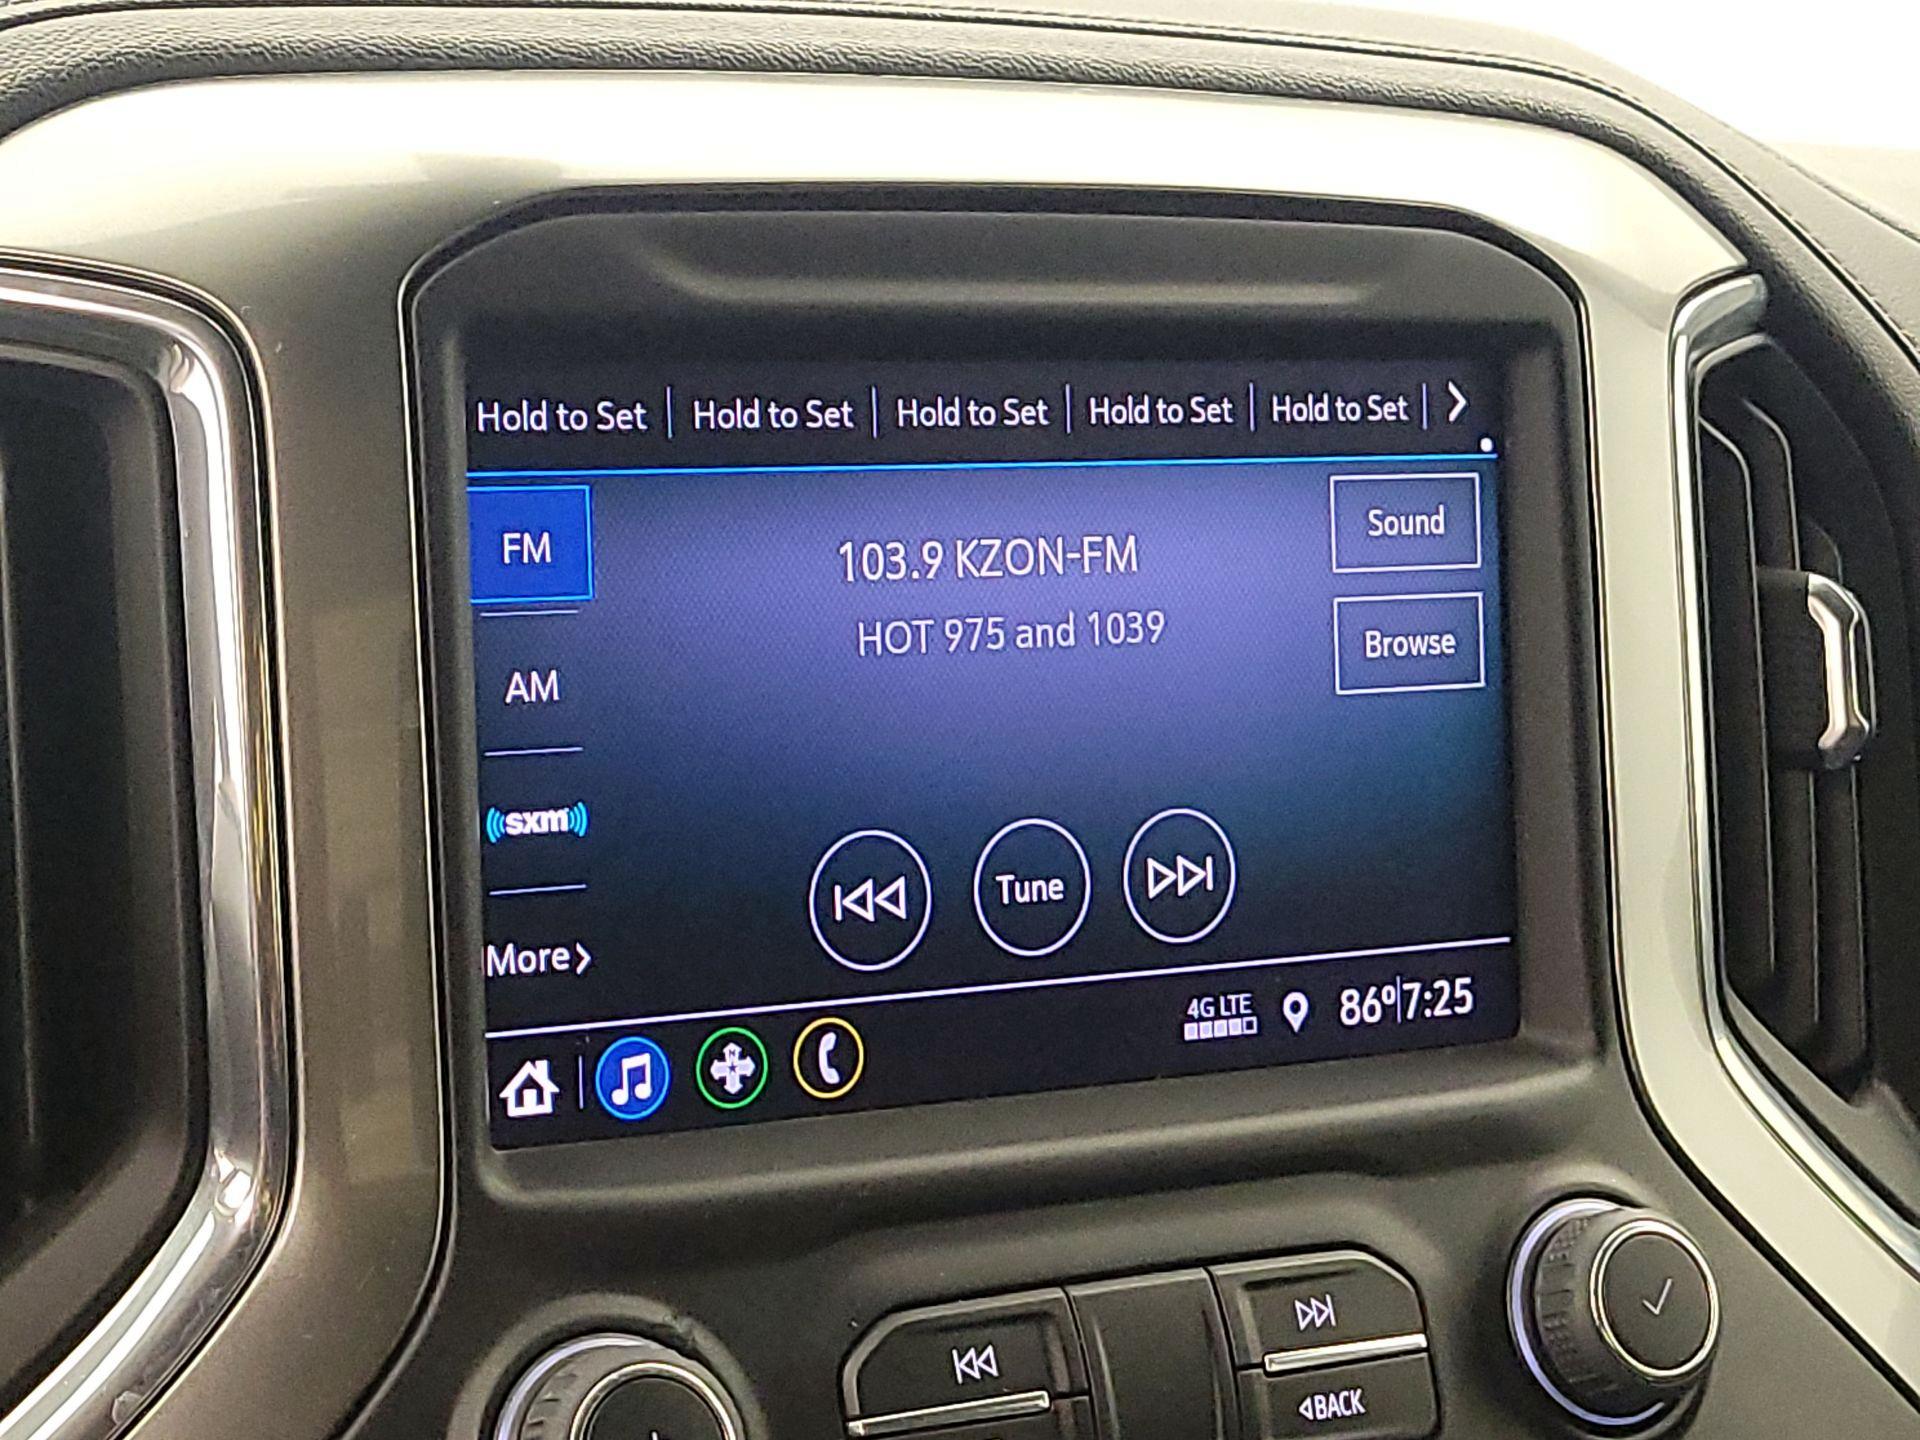 Hold to Set | Hold to Set | Hold to Set | Hold to Set | Hold to Set |
FM
Sound
103.9 KZON-FM
HOT 975 and 1039
Browse
AM
((( sxm )))
Tune
More
4G LTE
86º|7:25
N
BACK